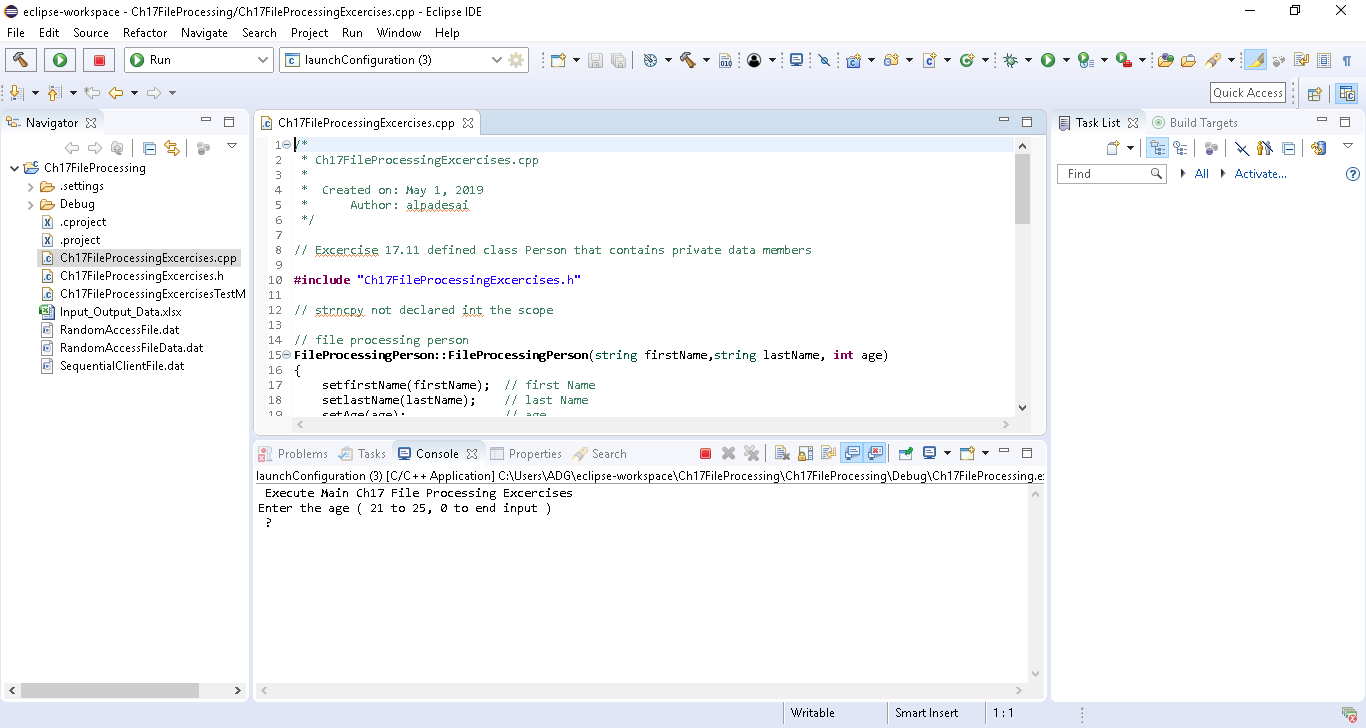 eclipse-workspace - Ch17FileProcessing/Ch17FileProcessingExcercises.cpp - Eclipse IDE
File Edit Source Refactor Navigate Search Project Run Window Help
Run launchConfiguration (3)
Quick Access
Navigator
Ch17FileProcessing
.settings
Debug
.cproject
.project
Ch17FileProcessingExcercises.cpp
Ch17FileProcessingExcercises.h
Ch17FileProcessingExcercisesTestM
Input_Output_Data.xlsx
RandomAccessFile.dat
RandomAccessFileData.dat
SequentialClientFile.dat
Ch17FileProcessingExcercises.cpp
1 /*
2 * Ch17FileProcessingExcercises.cpp
3 *
4 * Created on: May 1, 2019
5 * Author: alpadesai
6 */
7
8 // Excercise 17.11 defined class Person that contains private data members
9
10 #include "Ch17FileProcessingExcercises.h"
11
12 // strncpy not declared int the scope
13
14 // file processing person
15 FileProcessingPerson::FileProcessingPerson(string firstName,string lastName, int age)
16 {
17 setfirstName(firstName); // first Name
18 setlastName(lastName); // last Name
19 setAge(age); // age
Problems Tasks Console Properties Search
launchConfiguration (3) [C/C++ Application] C:\Users\ADG\eclipse-workspace\Ch17FileProcessing\Ch17FileProcessing\Debug\Ch17FileProcessing.ex
Execute Main Ch17 File Processing Excercises
Enter the age ( 21 to 25, 0 to end input )
?
Task List Build Targets
Find All Activate...
Writable Smart Insert 1 : 1